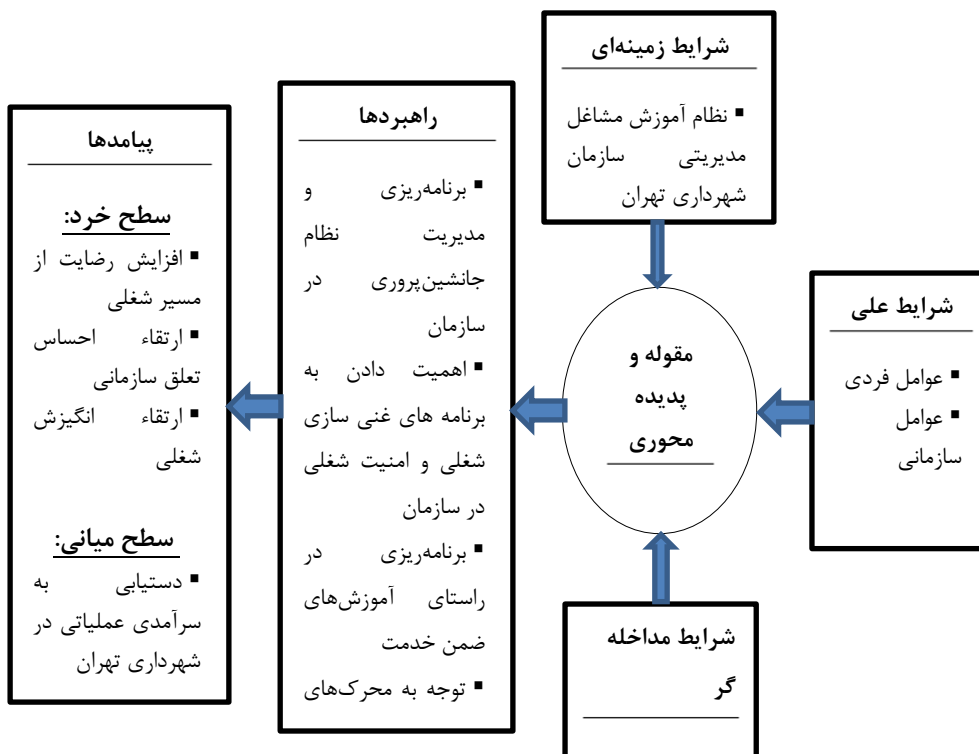 شرایط زمینه‌ای
■ نظام آموزش مشاغل
مدیریتی سازمان
شهرداری تهران
شرایط علی
■ عوامل فردی
■ عوامل
سازمانی
مقوله و
پدیده
محوری
شرایط مداخله
گر
راهبردها
■ برنامه‌ریزی و
مدیریت نظام
جانشین‌پروری در
سازمان
■ اهمیت دادن به
برنامه های غنی سازی
شغلی و امنیت شغلی
در سازمان
■ برنامه‌ریزی در
راستای آموزش‌های
ضمن خدمت
■ توجه به محرک‌های
پیامدها
سطح خرد:
■ افزایش رضایت از
مسیر شغلی
■ ارتقاء احساس
تعلق سازمانی
■ ارتقاء انگیزش
شغلی
سطح میانی:
■ دستیابی به
سرآمدی عملیاتی در
شهرداری تهران